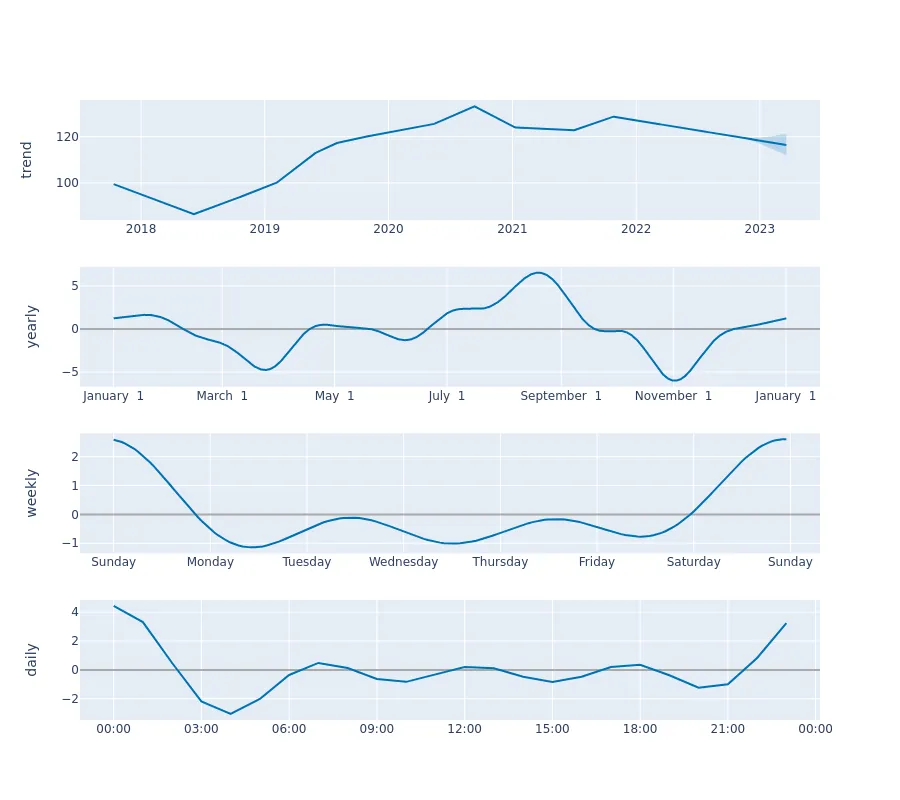 trend
120
100
2018 2019 2020 2021 2022 2023
yearly
5
0
−5
January 1 March 1 May 1 July 1 September 1 November 1 January 1
weekly
2
1
0
−1
Sunday Monday Tuesday Wednesday Thursday Friday Saturday Sunday
daily
4
2
0
−2
00:00 03:00 06:00 09:00 12:00 15:00 18:00 21:00 00:00